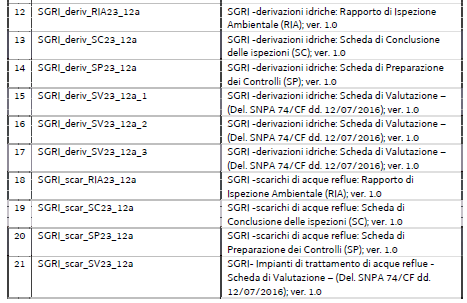 12 SGRI_deriv_RIA23_12a SGRI -derivazioni idriche: Rapporto di Ispezione
Ambientale (RIA); ver. 1.0
13 SGRI_deriv_SC23_12a SGRI -derivazioni idriche: Scheda di Conclusione
delle ispezioni (SC); ver. 1.0
14 SGRI_deriv_SP23_12a SGRI -derivazioni idriche: Scheda di Preparazione
dei Controlli (SP); ver. 1.0
15 SGRI_deriv_SV23_12a_1 SGRI -derivazioni idriche: Scheda di Valutazione –
(Del. SNPA 74/CF dd. 12/07/2016); ver. 1.0
16 SGRI_deriv_SV23_12a_2 SGRI -derivazioni idriche: Scheda di Valutazione –
(Del. SNPA 74/CF dd. 12/07/2016); ver. 1.0
17 SGRI_deriv_SV23_12a_3 SGRI -derivazioni idriche: Scheda di Valutazione –
(Del. SNPA 74/CF dd. 12/07/2016); ver. 1.0
18 SGRI_scar_RIA23_12a SGRI -scarichi di acque reflue: Rapporto di
Ispezione Ambientale (RIA); ver. 1.0
19 SGRI_scar_SC23_12a SGRI -scarichi di acque reflue: Scheda di
Conclusione delle ispezioni (SC); ver. 1.0
20 SGRI_scar_SP23_12a SGRI -scarichi di acque reflue: Scheda di
Preparazione dei Controlli (SP); ver. 1.0
21 SGRI_scar_SV23_12a SGRI- Impianti di trattamento di acque reflue -
Scheda di Valutazione – (Del. SNPA 74/CF dd.
12/07/2016); ver. 1.0